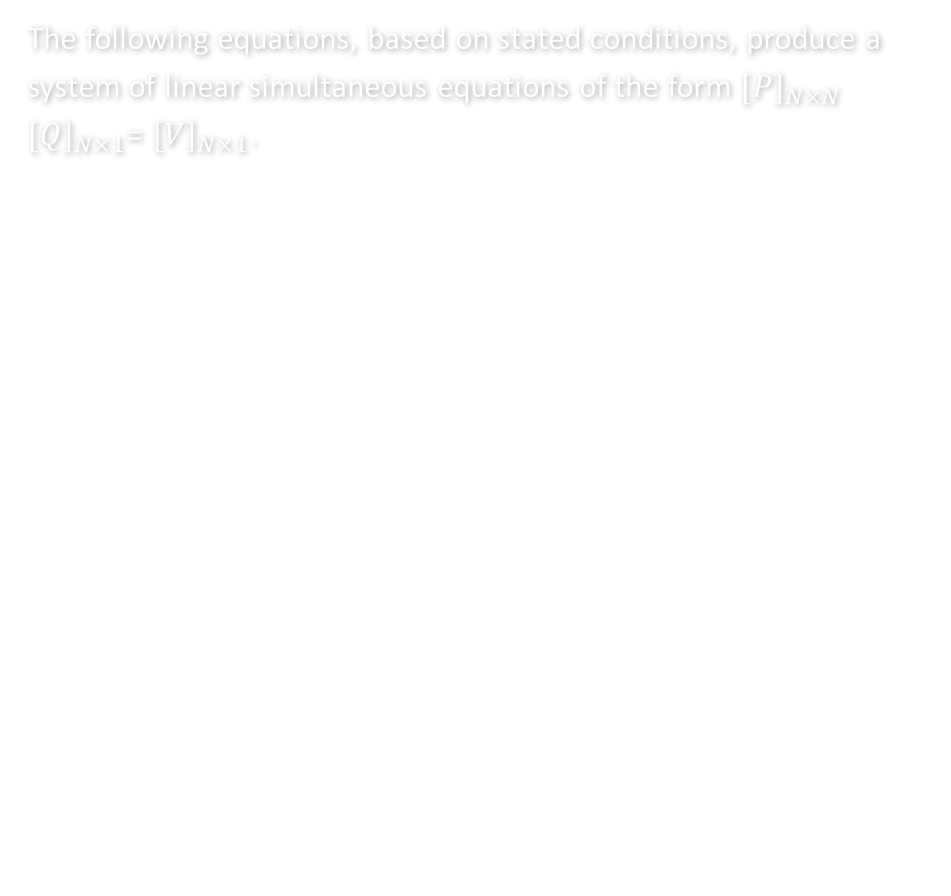 The following equations, based on stated conditions, produce a
system of linear simultaneous equations of the form [P]N×N
[Q]N×1= [V]N×1.